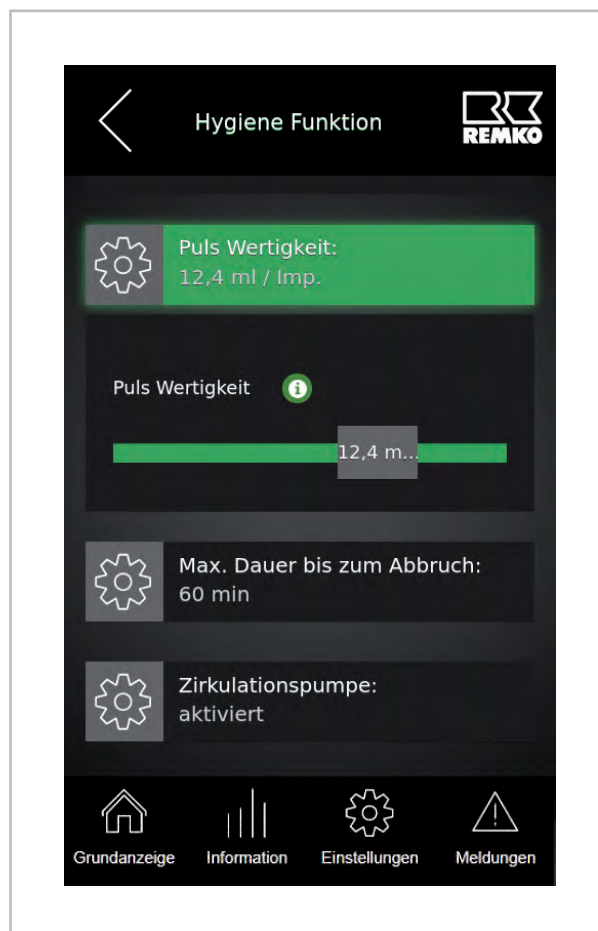 Hygiene Funktion
REMKO
Puls Wertigkeit:
12,4 ml / Imp.
Puls Wertigkeit
i
12,4 m...
Max. Dauer bis zum Abbruch:
60 min
Zirkulationspumpe:
aktiviert
Grundanzeige Information Einstellungen Meldungen